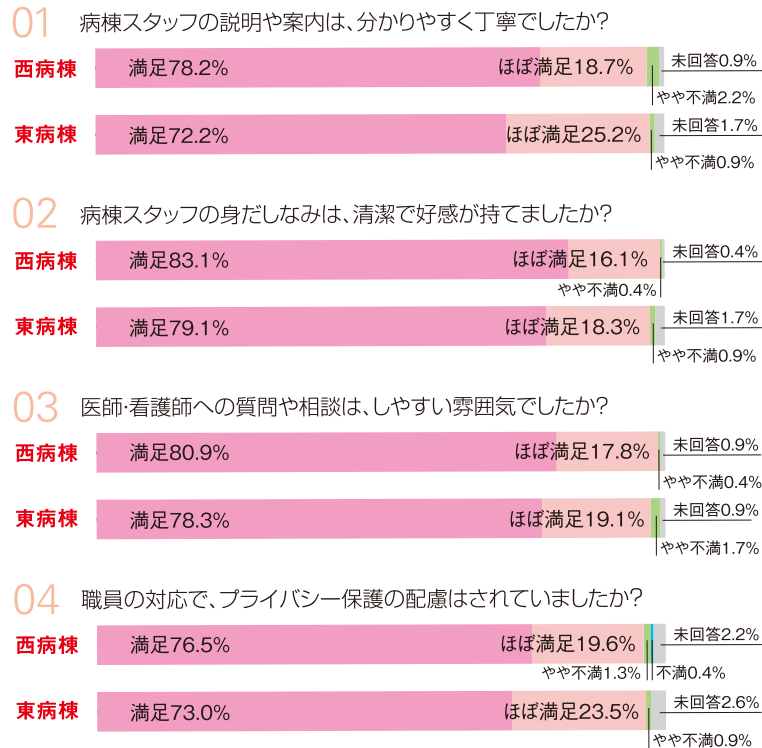 01 病棟スタッフの説明や案内は、分かりやすく丁寧でしたか?
西病棟 満足78.2% ほぼ満足18.7% 未回答0.9%
やや不満2.2%
東病棟 満足72.2% ほぼ満足25.2% 未回答1.7%
やや不満0.9%
02 病棟スタッフの身だしなみは、清潔で好感が持てましたか?
西病棟 満足83.1% ほぼ満足16.1% 未回答0.4%
やや不満0.4%
東病棟 満足79.1% ほぼ満足18.3% 未回答1.7%
やや不満0.9%
03 医師・看護師への質問や相談は、しやすい雰囲気でしたか?
西病棟 満足80.9% ほぼ満足17.8% 未回答0.9%
やや不満0.4%
東病棟 満足78.3% ほぼ満足19.1% 未回答0.9%
やや不満1.7%
04 職員の対応で、プライバシー保護の配慮はされていましたか?
西病棟 満足76.5% ほぼ満足19.6% 未回答2.2%
やや不満1.3% 不満0.4%
東病棟 満足73.0% ほぼ満足23.5% 未回答2.6%
やや不満0.9%